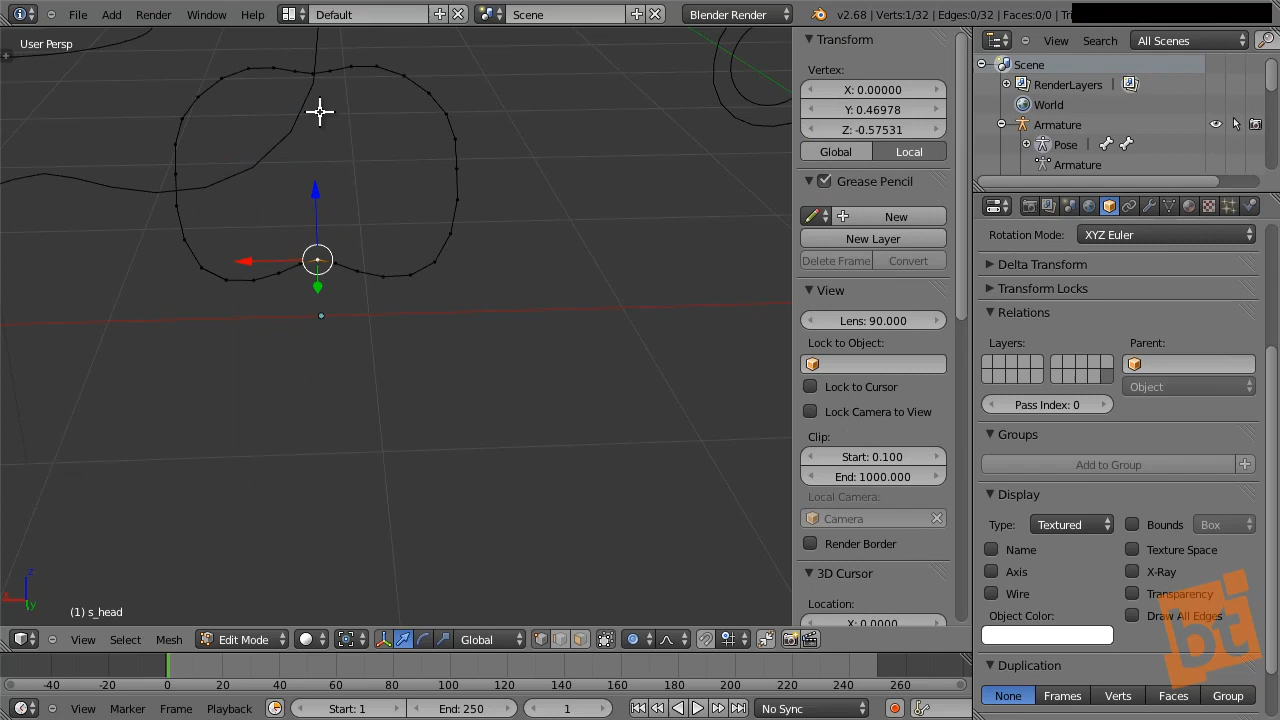 File Add Render Window Help Default Scene Blender Render v2.68 | Verts:1/32 | Edges:0/32 | Faces:0/0 | Tri
User Persp
(1) s_head
x
y
z
View Select Mesh Edit Mode Global
Transform
Vertex:
X: 0.00000
Y: 0.46978
Z: -0.57531
Global Local
Grease Pencil
New
New Layer
Delete Frame Convert
View
Lens: 90.000
Lock to Object:
Lock to Cursor
Lock Camera to View
Clip:
Start: 0.100
End: 1000.000
Local Camera:
Camera
Render Border
3D Cursor
Location:
X: 0.0000
View Search All Scenes
Scene
RenderLayers |
World
Armature
Pose |
Armature
Rotation Mode: XYZ Euler
Delta Transform
Transform Locks
Relations
Layers: Parent:
Object
Pass Index: 0
Groups
Add to Group
Display
Type: Textured Bounds Box
Name Texture Space
Axis X-Ray
Wire Transparency
Object Color: Draw All Edges
Duplication
None Frames Verts Faces Group
bt
-40 -20 0 20 40 60 80 100 120 140 160 180 200 220 240 260
View Marker Frame Playback Start: 1 End: 250 1 No Sync